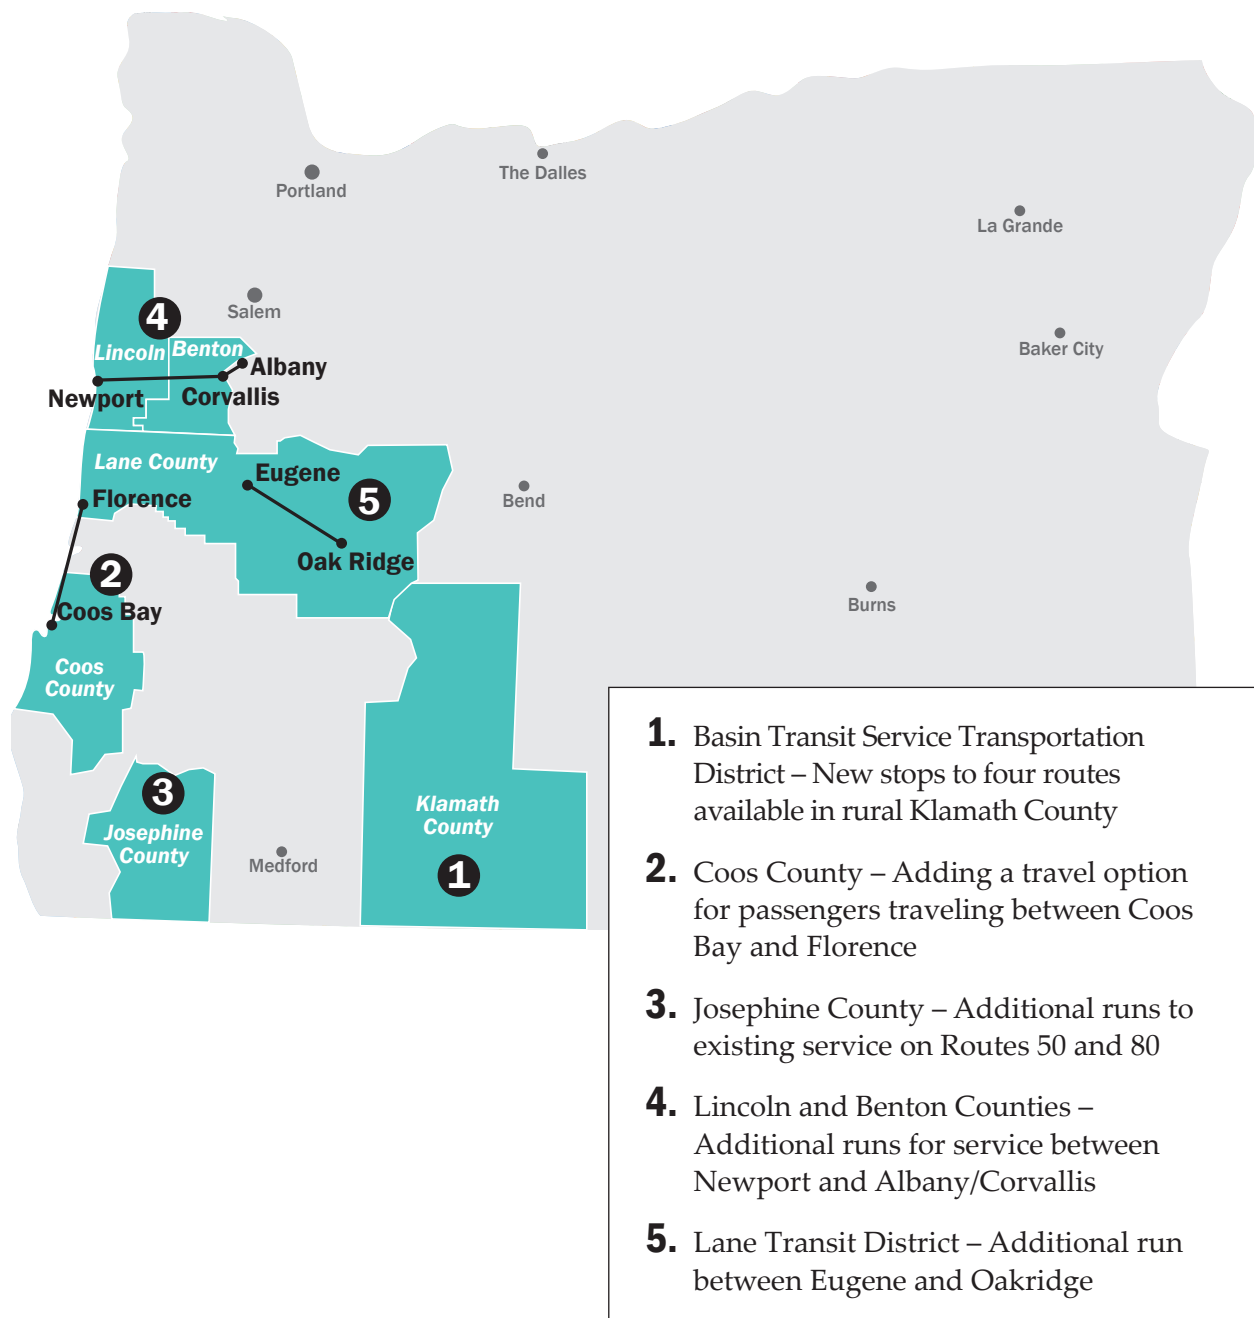 Portland
The Dalles
La Grande
Salem
Baker City
4
Lincoln
Benton
Albany
Newport
Corvallis
Lane County
Eugene
5
Bend
Florence
Oak Ridge
2
Burns
Coos Bay
Coos
County
3
Josephine
County
Medford
Klamath
County
1
1. Basin Transit Service Transportation
District – New stops to four routes
available in rural Klamath County
2. Coos County – Adding a travel option
for passengers traveling between Coos
Bay and Florence
3. Josephine County – Additional runs to
existing service on Routes 50 and 80
4. Lincoln and Benton Counties –
Additional runs for service between
Newport and Albany/Corvallis
5. Lane Transit District – Additional run
between Eugene and Oakridge